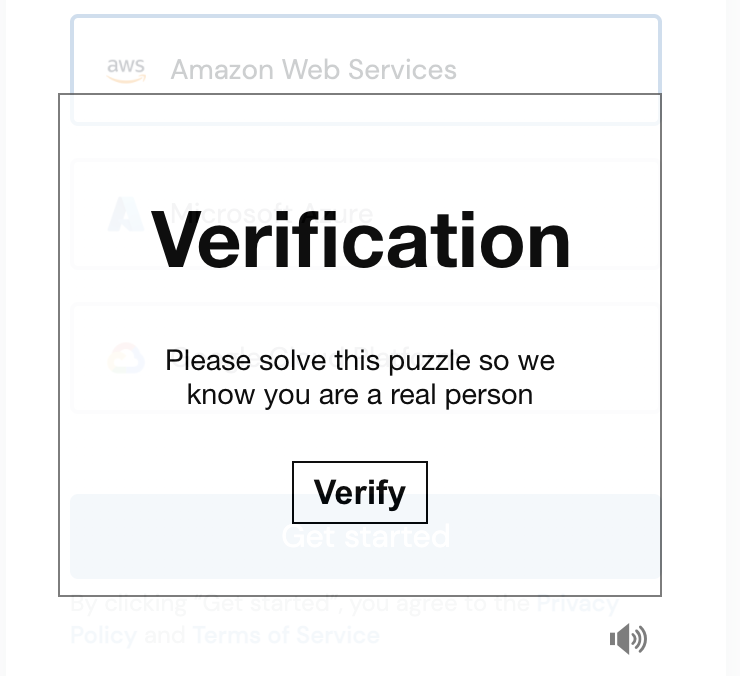 aws Amazon Web Services
Microsoft Azure
Verification
Please solve this puzzle so we
know you are a real person
Verify
Get started
By clicking "Get started", you agree to the Privacy
Policy and Terms of Service